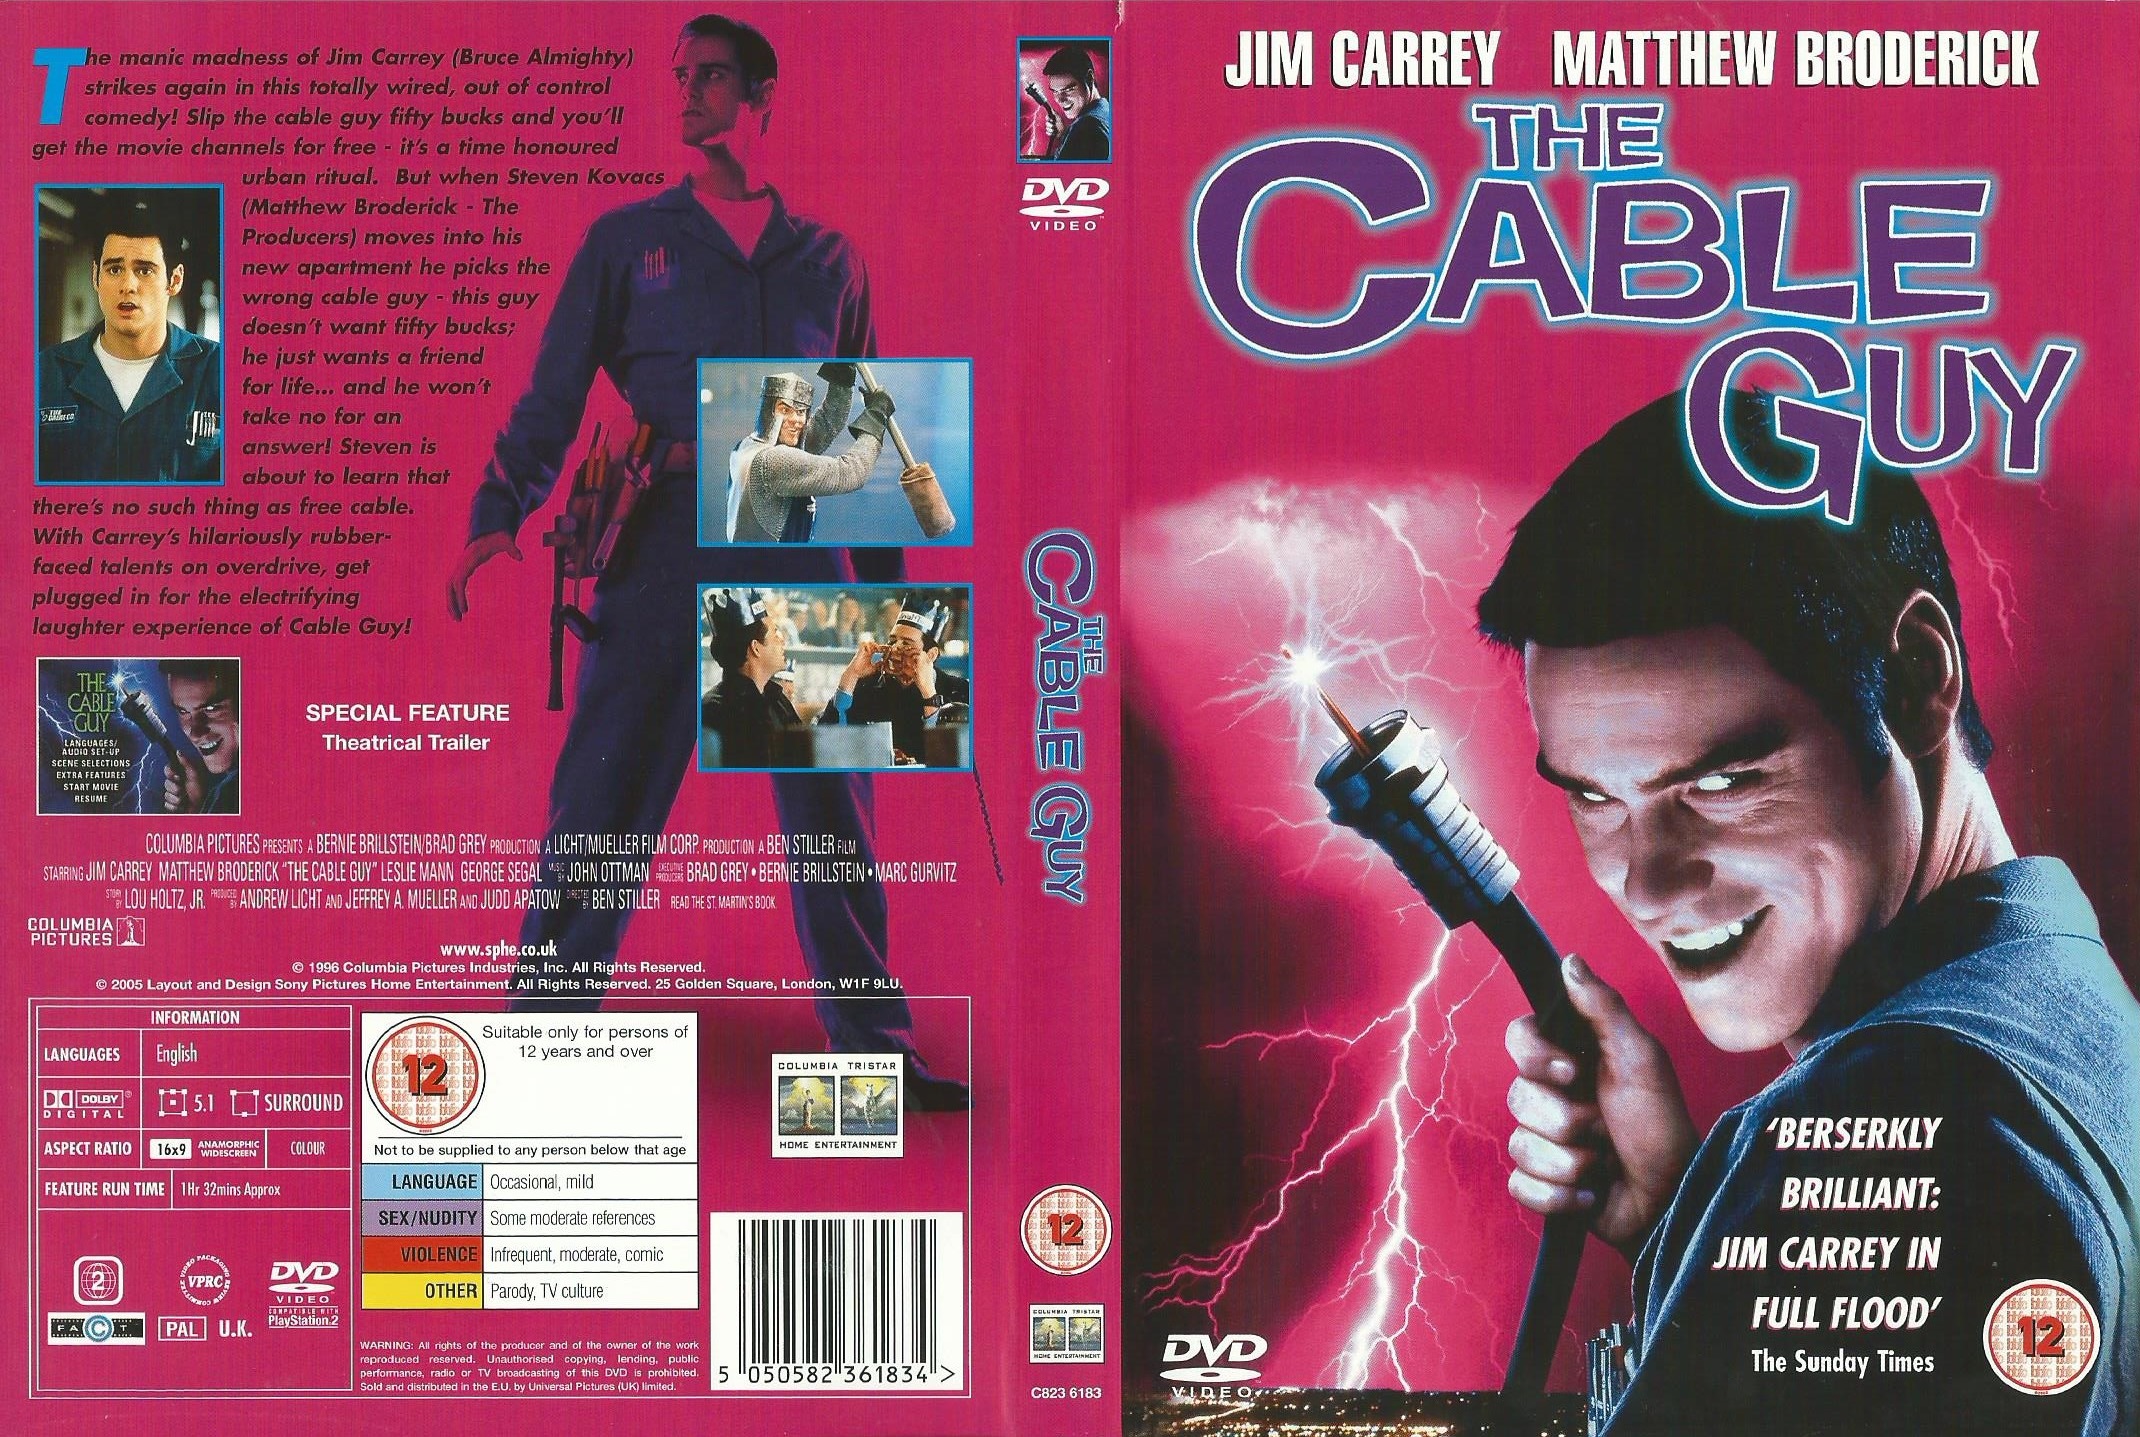 The manic madness of Jim Carrey (Bruce Almighty)
strikes again in this totally wired, out of control
comedy! Slip the cable guy fifty bucks and you'll
get the movie channels for free - it's a time honoured
urban ritual. But when Steven Kovacs
(Matthew Broderick - The
Producers) moves into his
new apartment he picks the
wrong cable guy - this guy
doesn't want fifty bucks;
he just wants a friend
for life... and he won't
take no for an
answer! Steven is
about to learn that
there's no such thing as free cable.
With Carrey's hilariously rubber-
faced talents on overdrive, get
plugged in for the electrifying
laughter experience of Cable Guy!
THE
CABLE
GUY
LANGUAGES/
AUDIO SET-UP
SCENE SELECTIONS
EXTRA FEATURES
START MOVIE
RESUME
SPECIAL FEATURE
Theatrical Trailer
COLUMBIA PICTURES PRESENTS A BERNIE BRILLSTEIN/BRAD GREY PRODUCTION A LICHT/MUELLER FILM CORP. PRODUCTION A BEN STILLER FILM
STARRING JIM CARREY MATTHEW BRODERICK "THE CABLE GUY" LESLIE MANN GEORGE SEGAL MUSIC BY JOHN OTTMAN EXECUTIVE PRODUCERS BRAD GREY • BERNIE BRILLSTEIN • MARC GURVITZ
STORY BY LOU HOLTZ, JR. PRODUCED BY ANDREW LICHT AND JEFFREY A. MUELLER AND JUDD APATOW DIRECTED BY BEN STILLER READ THE ST. MARTIN'S BOOK
COLUMBIA
PICTURES
www.sphe.co.uk
© 1996 Columbia Pictures Industries, Inc. All Rights Reserved.
© 2005 Layout and Design Sony Pictures Home Entertainment. All Rights Reserved. 25 Golden Square, London, W1F 9LU.
INFORMATION
LANGUAGES English
DOLBY DIGITAL 5.1 SURROUND
ASPECT RATIO 16x9 ANAMORPHIC WIDESCREEN COLOUR
FEATURE RUN TIME 1Hr 32mins Approx
2
VIDEO PACKAGING REVIEW COMMITTEE VPRC
DVD
VIDEO
COMPATIBLE WITH
PlayStation.2
FACT
PAL U.K.
12
Suitable only for persons of
12 years and over
Not to be supplied to any person below that age
LANGUAGE Occasional, mild
SEX/NUDITY Some moderate references
VIOLENCE Infrequent, moderate, comic
OTHER Parody, TV culture
WARNING: All rights of the producer and of the owner of the work
reproduced reserved. Unauthorised copying, lending, public
performance, radio or TV broadcasting of this DVD is prohibited.
Sold and distributed in the E.U. by Universal Pictures (UK) limited.
COLUMBIA TRISTAR
HOME ENTERTAINMENT
5 050582 361834 >
DVD
VIDEO
THE
CABLE GUY
12
COLUMBIA TRISTAR
HOME ENTERTAINMENT
C823 6183
JIM CARREY MATTHEW BRODERICK
THE
CABLE
GUY
'BERSERKLY
BRILLIANT:
JIM CARREY IN
FULL FLOOD'
The Sunday Times
DVD
VIDEO
12